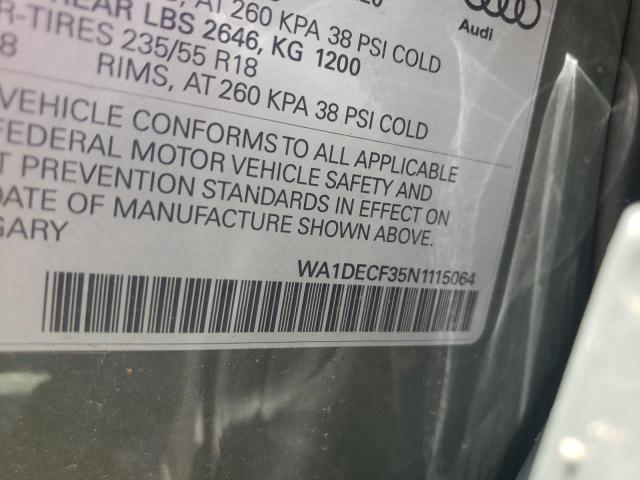 REAR LBS 2646, KG 1200
AT 260 KPA 38 PSI COLD
R-TIRES 235/55 R18
RIMS, AT 260 KPA 38 PSI COLD
VEHICLE CONFORMS TO ALL APPLICABLE
FEDERAL MOTOR VEHICLE SAFETY AND
T PREVENTION STANDARDS IN EFFECT ON
DATE OF MANUFACTURE SHOWN ABOVE.
GARY
WA1DECF35N1115064
Audi